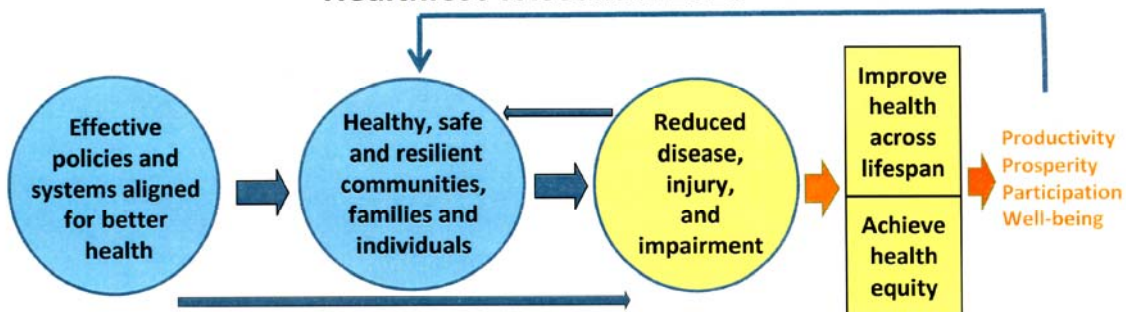 Effective
policies and
systems aligned
for better
health
Healthy, safe
and resilient
communities,
families and
individuals
Reduced
disease,
injury,
and
impairment
Improve
health
across
lifespan
Achieve
health
equity
Productivity
Prosperity
Participation
Well-being